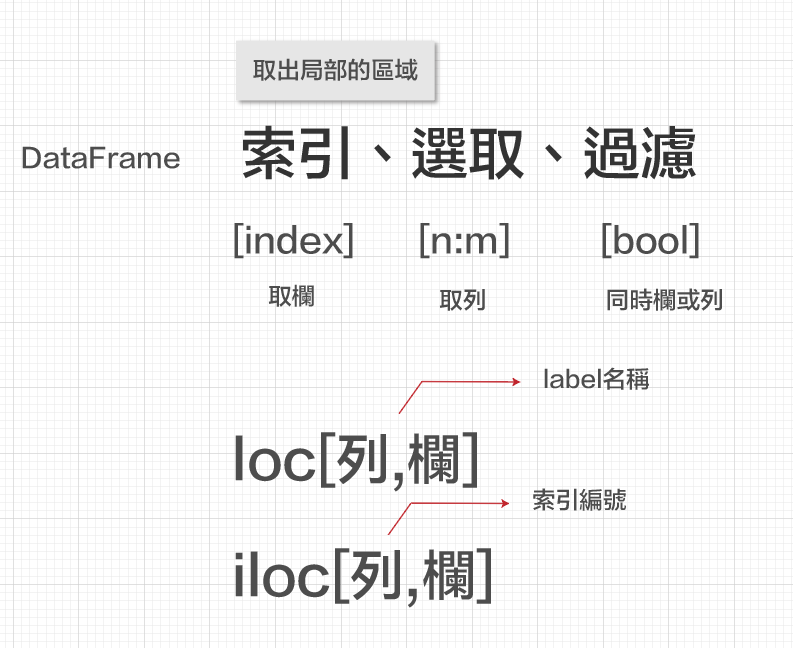 取出局部的區域
DataFrame
索引、選取、過濾
[index] [n:m] [bool]
取欄 取列 同時欄或列
label名稱
loc[列,欄]
索引編號
iloc[列,欄]